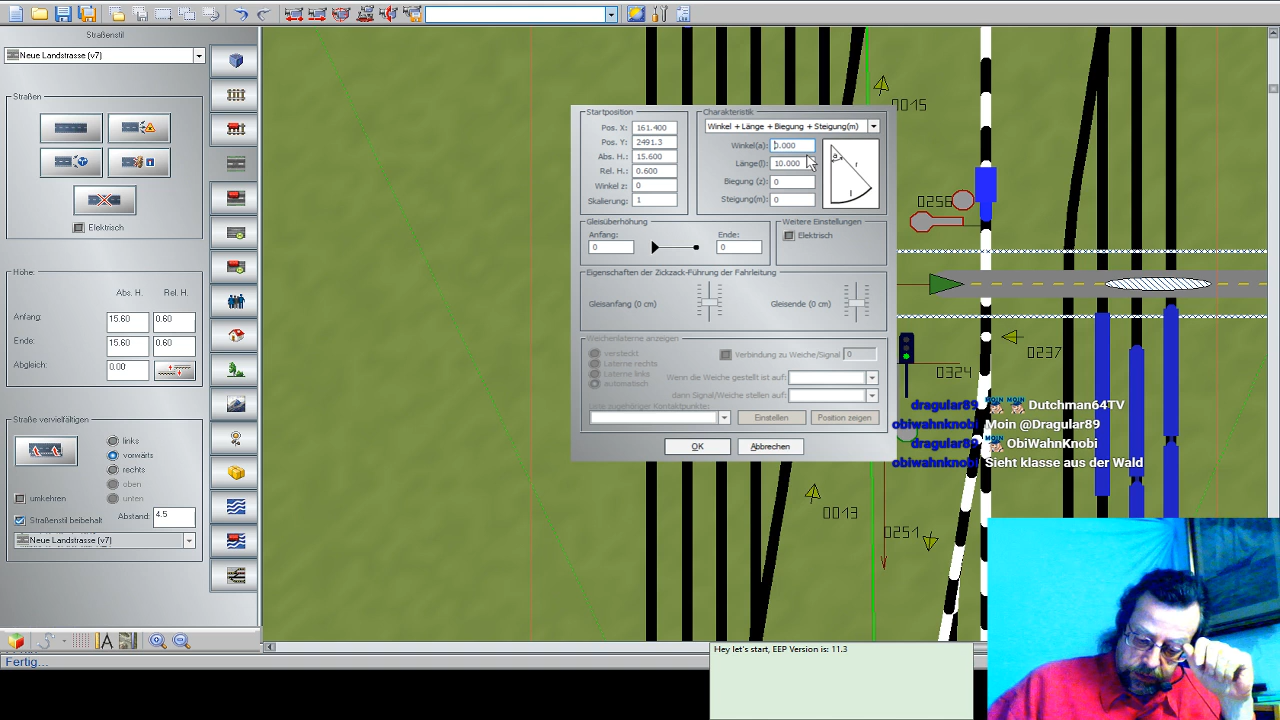 Straßenstil
Neue Landstrasse (v7)
Straßen
Elektrisch
Höhe:
Abs. H. Rel. H.
Anfang: 15.60 0.60
Ende: 15.60 0.60
Abgleich: 0.00
Straße vervielfältigen
links
vorwärts
rechts
oben
unten
umkehren
Straßenstil beibehalt
Abstand: 4.5
Neue Landstrasse (v7)
Fertig...
Startposition
Pos. X: 161.400
Pos. Y: 2491.3
Abs. H.: 15.600
Rel. H.: 0.600
Winkel z: 0
Skalierung: 1
Charakteristik
Winkel + Länge + Biegung + Steigung(m)
Winkel(a): 0.000
Länge(l): 10.000
Biegung (z): 0
Steigung(m): 0
a
r
l
Gleisüberhöhung
Anfang: Ende:
0 0
Weitere Einstellungen
Elektrisch
Eigenschaften der Zickzack-Führung der Fahrleitung
Gleisanfang (0 cm) Gleisende (0 cm)
Weichenlaterne anzeigen
versteckt
Laterne rechts
Laterne links
automatisch
Verbindung zu Weiche/Signal 0
Wenn die Weiche gestellt ist auf:
dann Signal/Weiche stellen auf:
zugehöriger Kontaktpunkte:
Einstellen Position zeigen
OK Abbrechen
0015
0256
0237
0324
0013
0251
dragular89 MOIN MOIN Dutchman64TV
obiwahnknobi Moin @Dragular89
dragular89 MOIN ObiWahnKnobi
obiwahnknobi Sieht klasse aus der Wald
Hey let's start, EEP Version is: 11.3